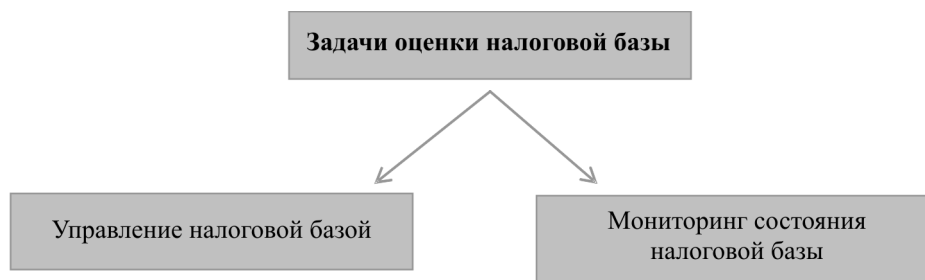 Задачи оценки налоговой базы
Управление налоговой базой
Мониторинг состояния
налоговой базы